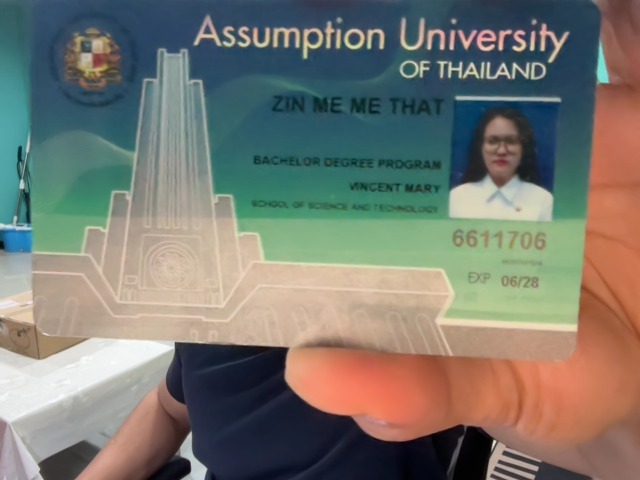 Assumption University
OF THAILAND
ZIN ME ME THAT
BACHELOR DEGREE PROGRAM
VINCENT MARY
SCHOOL OF SCIENCE AND TECHNOLOGY
6611706
EXP 06/28